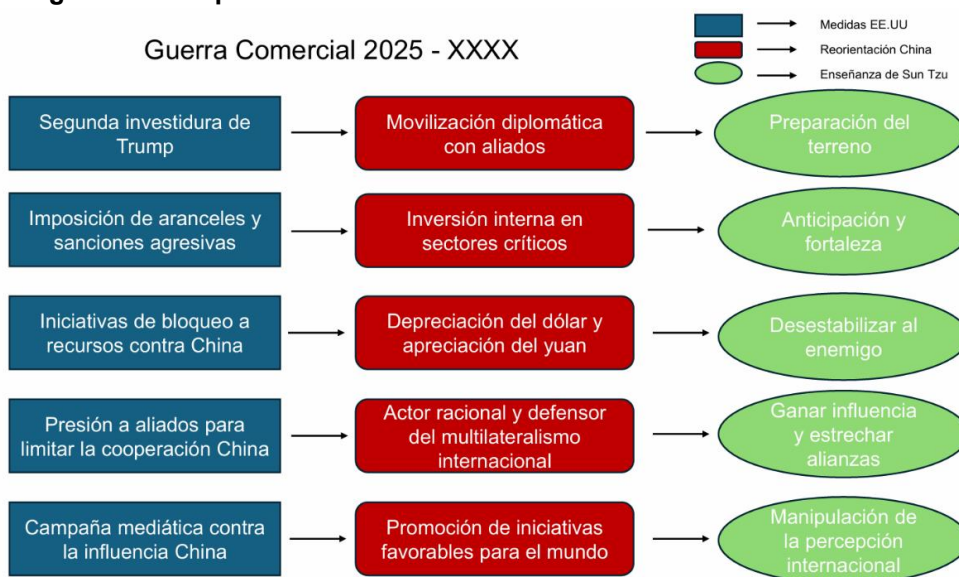 Medidas EE.UU
Guerra Comercial 2025 - XXXX
Reorientación China
Enseñanza de Sun Tzu
Segunda investidura de
Trump
Movilización diplomática
con aliados
Preparación del
terreno
Imposición de aranceles y
sanciones agresivas
Inversión interna en
sectores críticos
Anticipación y
fortaleza
Iniciativas de bloqueo a
recursos contra China
Depreciación del dólar y
apreciación del yuan
Desestabilizar al
enemigo
Presión a aliados para
limitar la cooperación China
Actor racional y defensor
del multilateralismo
internacional
Ganar influencia
y estrechar
alianzas
Campaña mediática contra
la influencia China
Promoción de iniciativas
favorables para el mundo
Manipulación de
la percepción
internacional